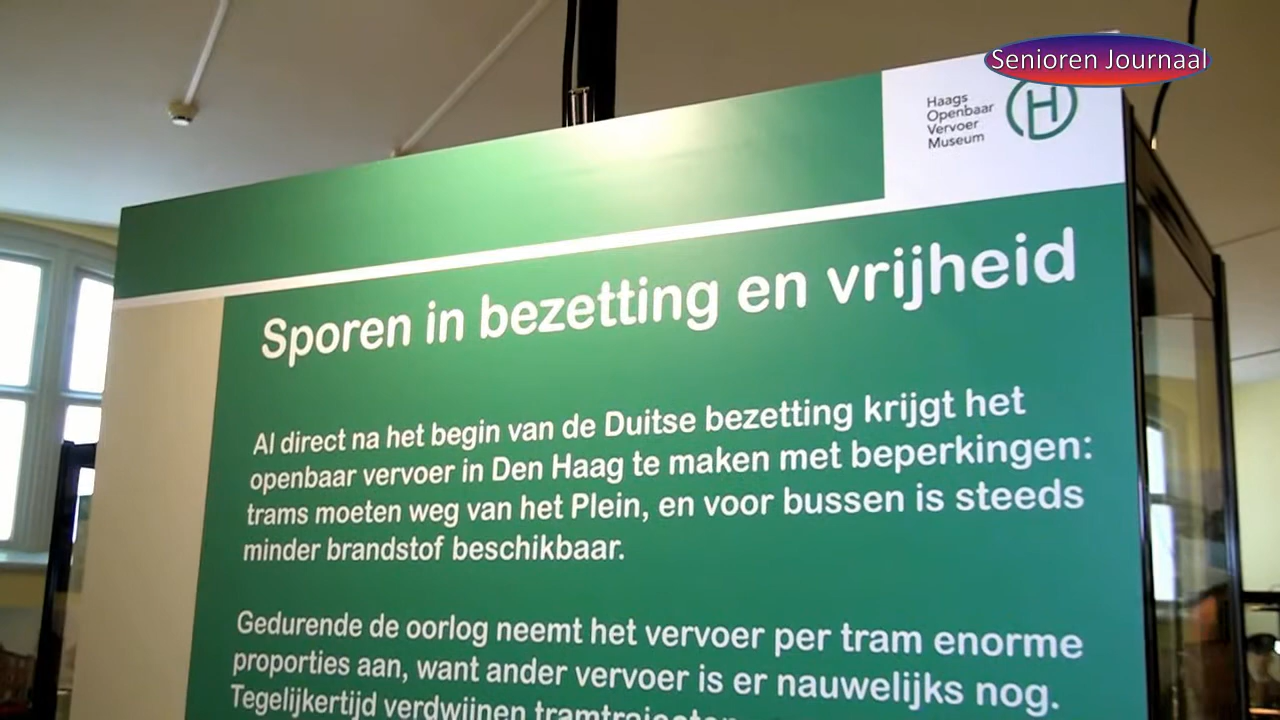 Senioren Journaal
Haags
Openbaar
Vervoer
Museum
H
Sporen in bezetting en vrijheid
Al direct na het begin van de Duitse bezetting krijgt het
openbaar vervoer in Den Haag te maken met beperkingen:
trams moeten weg van het Plein, en voor bussen is steeds
minder brandstof beschikbaar.
Gedurende de oorlog neemt het vervoer per tram enorme
proporties aan, want ander vervoer is er nauwelijks nog.
Tegelijkertijd verdwijnen